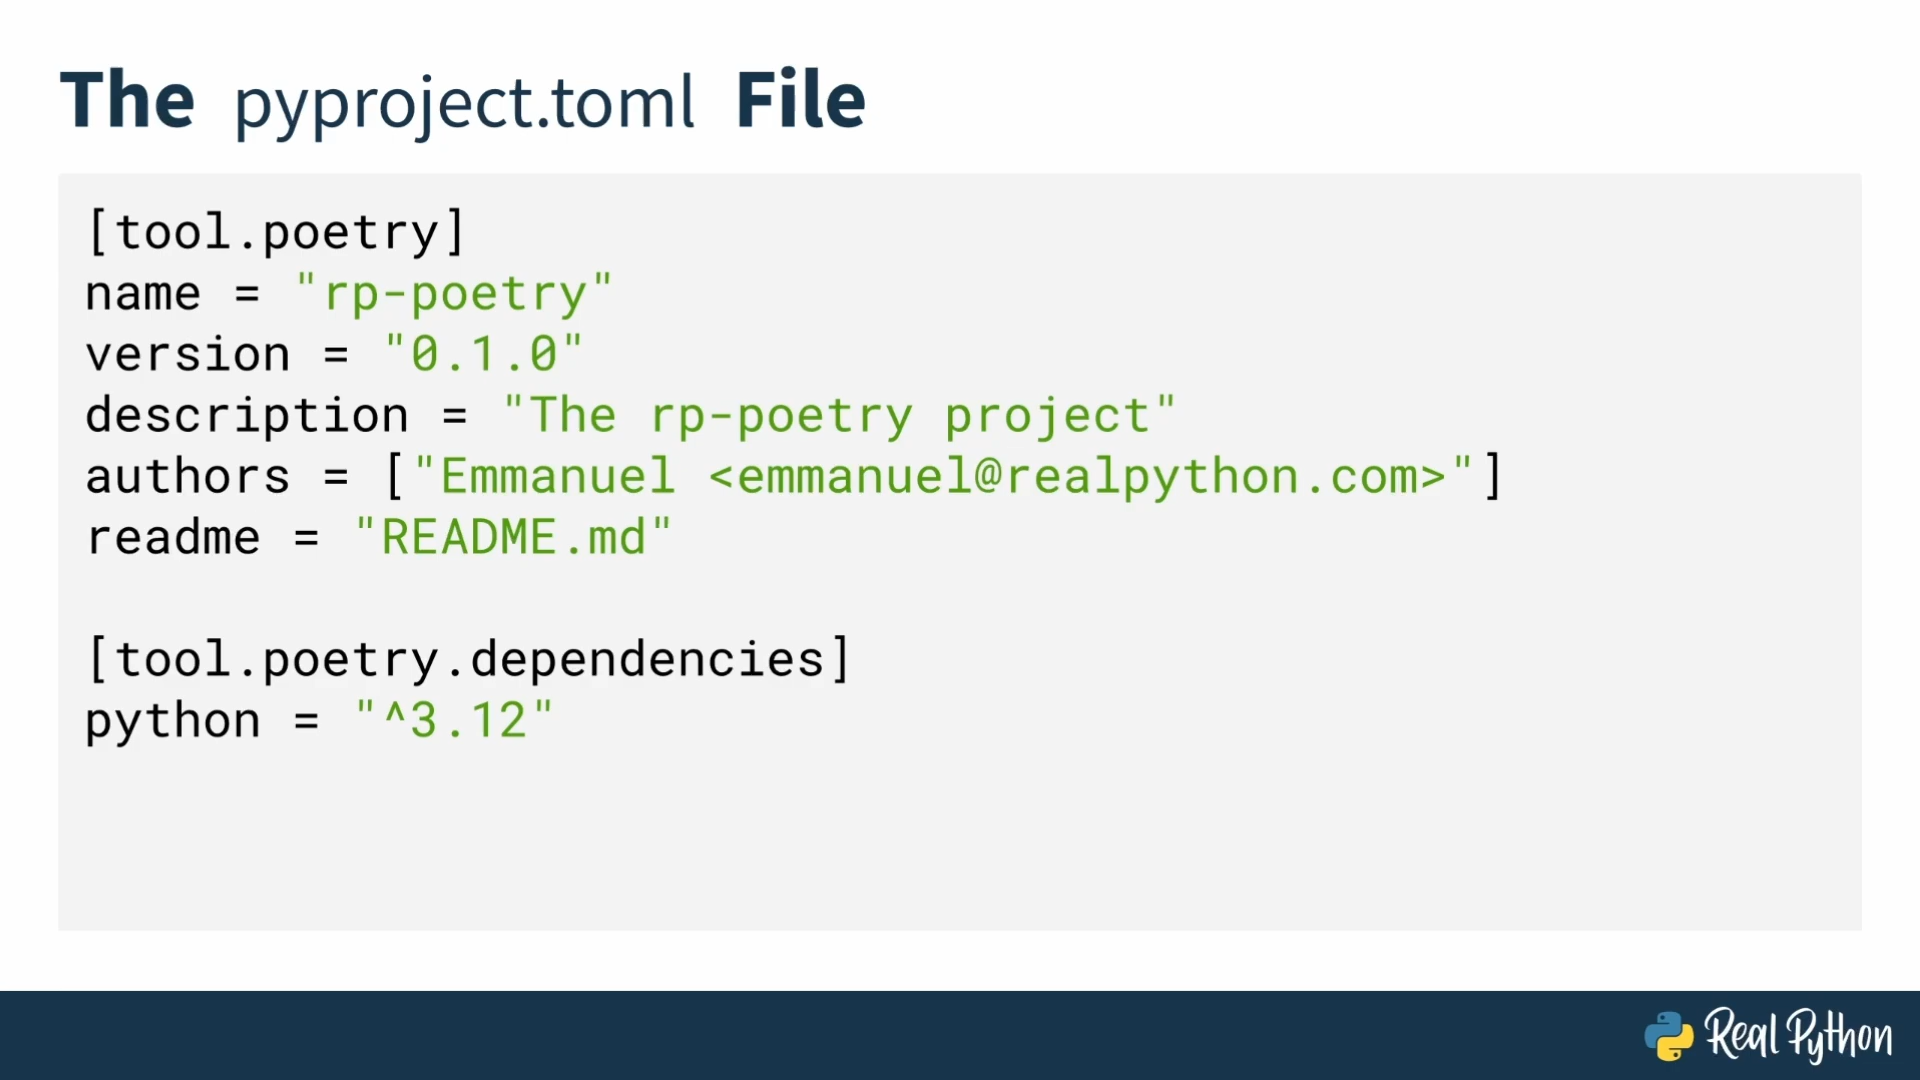 The pyproject.toml File
[tool.poetry]
name = "rp-poetry"
version = "0.1.0"
description = "The rp-poetry project"
authors = ["Emmanuel <emmanuel@realpython.com>"]
readme = "README.md"
[tool.poetry.dependencies]
python = "^3.12"
Real Python